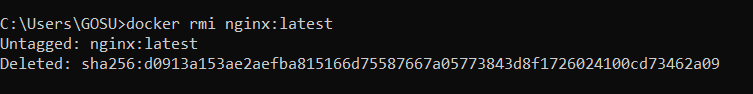 C:\Users\GOSU>docker rmi nginx:latest
Untagged: nginx:latest
Deleted: sha256:d0913a153ae2aefba815166d75587667a05773843d8f1726024100cd73462a09